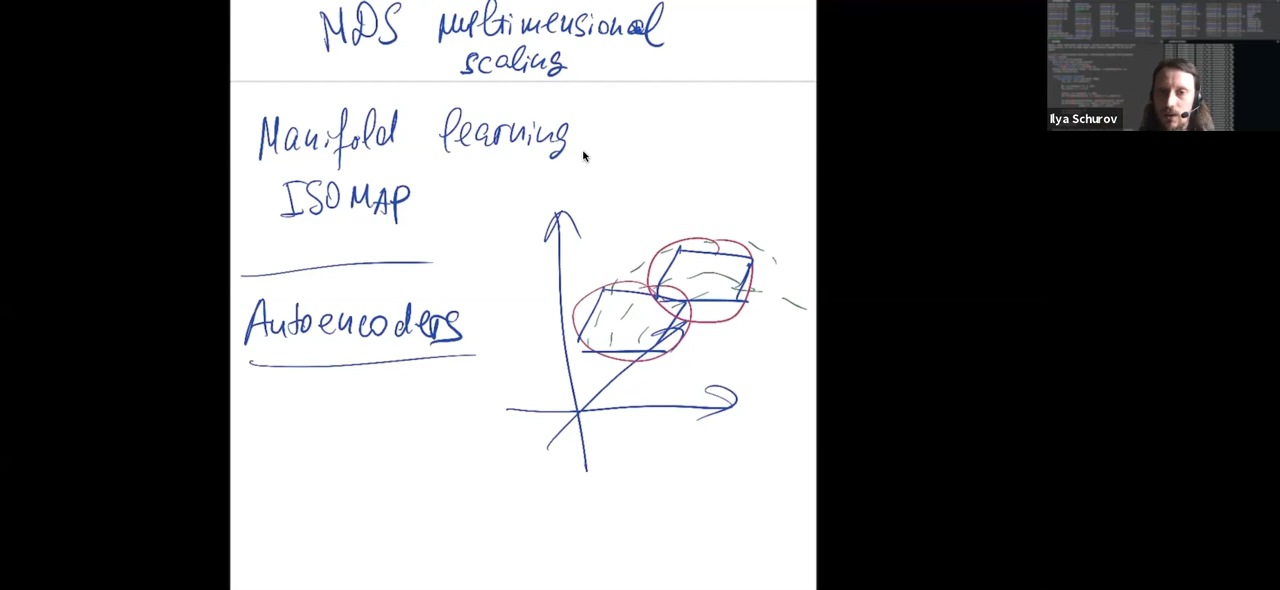 MDS multimensional
scaling
Manifold learning
ISOMAP
Autoencoders
Ilya Schurov